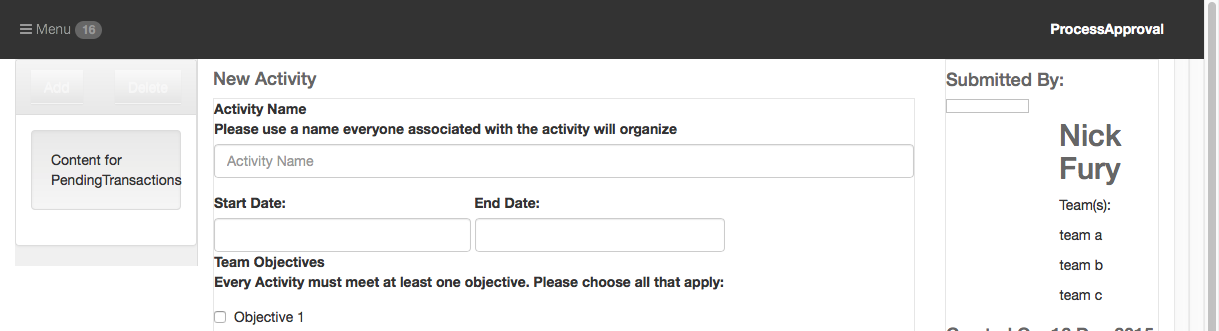 Menu 16
ProcessApproval
Add
Delete
Content for
PendingTransactions
New Activity
Activity Name
Please use a name everyone associated with the activity will organize
Activity Name
Start Date:
End Date:
Team Objectives
Every Activity must meet at least one objective. Please choose all that apply:
Objective 1
Submitted By:
Nick
Fury
Team(s):
team a
team b
team c